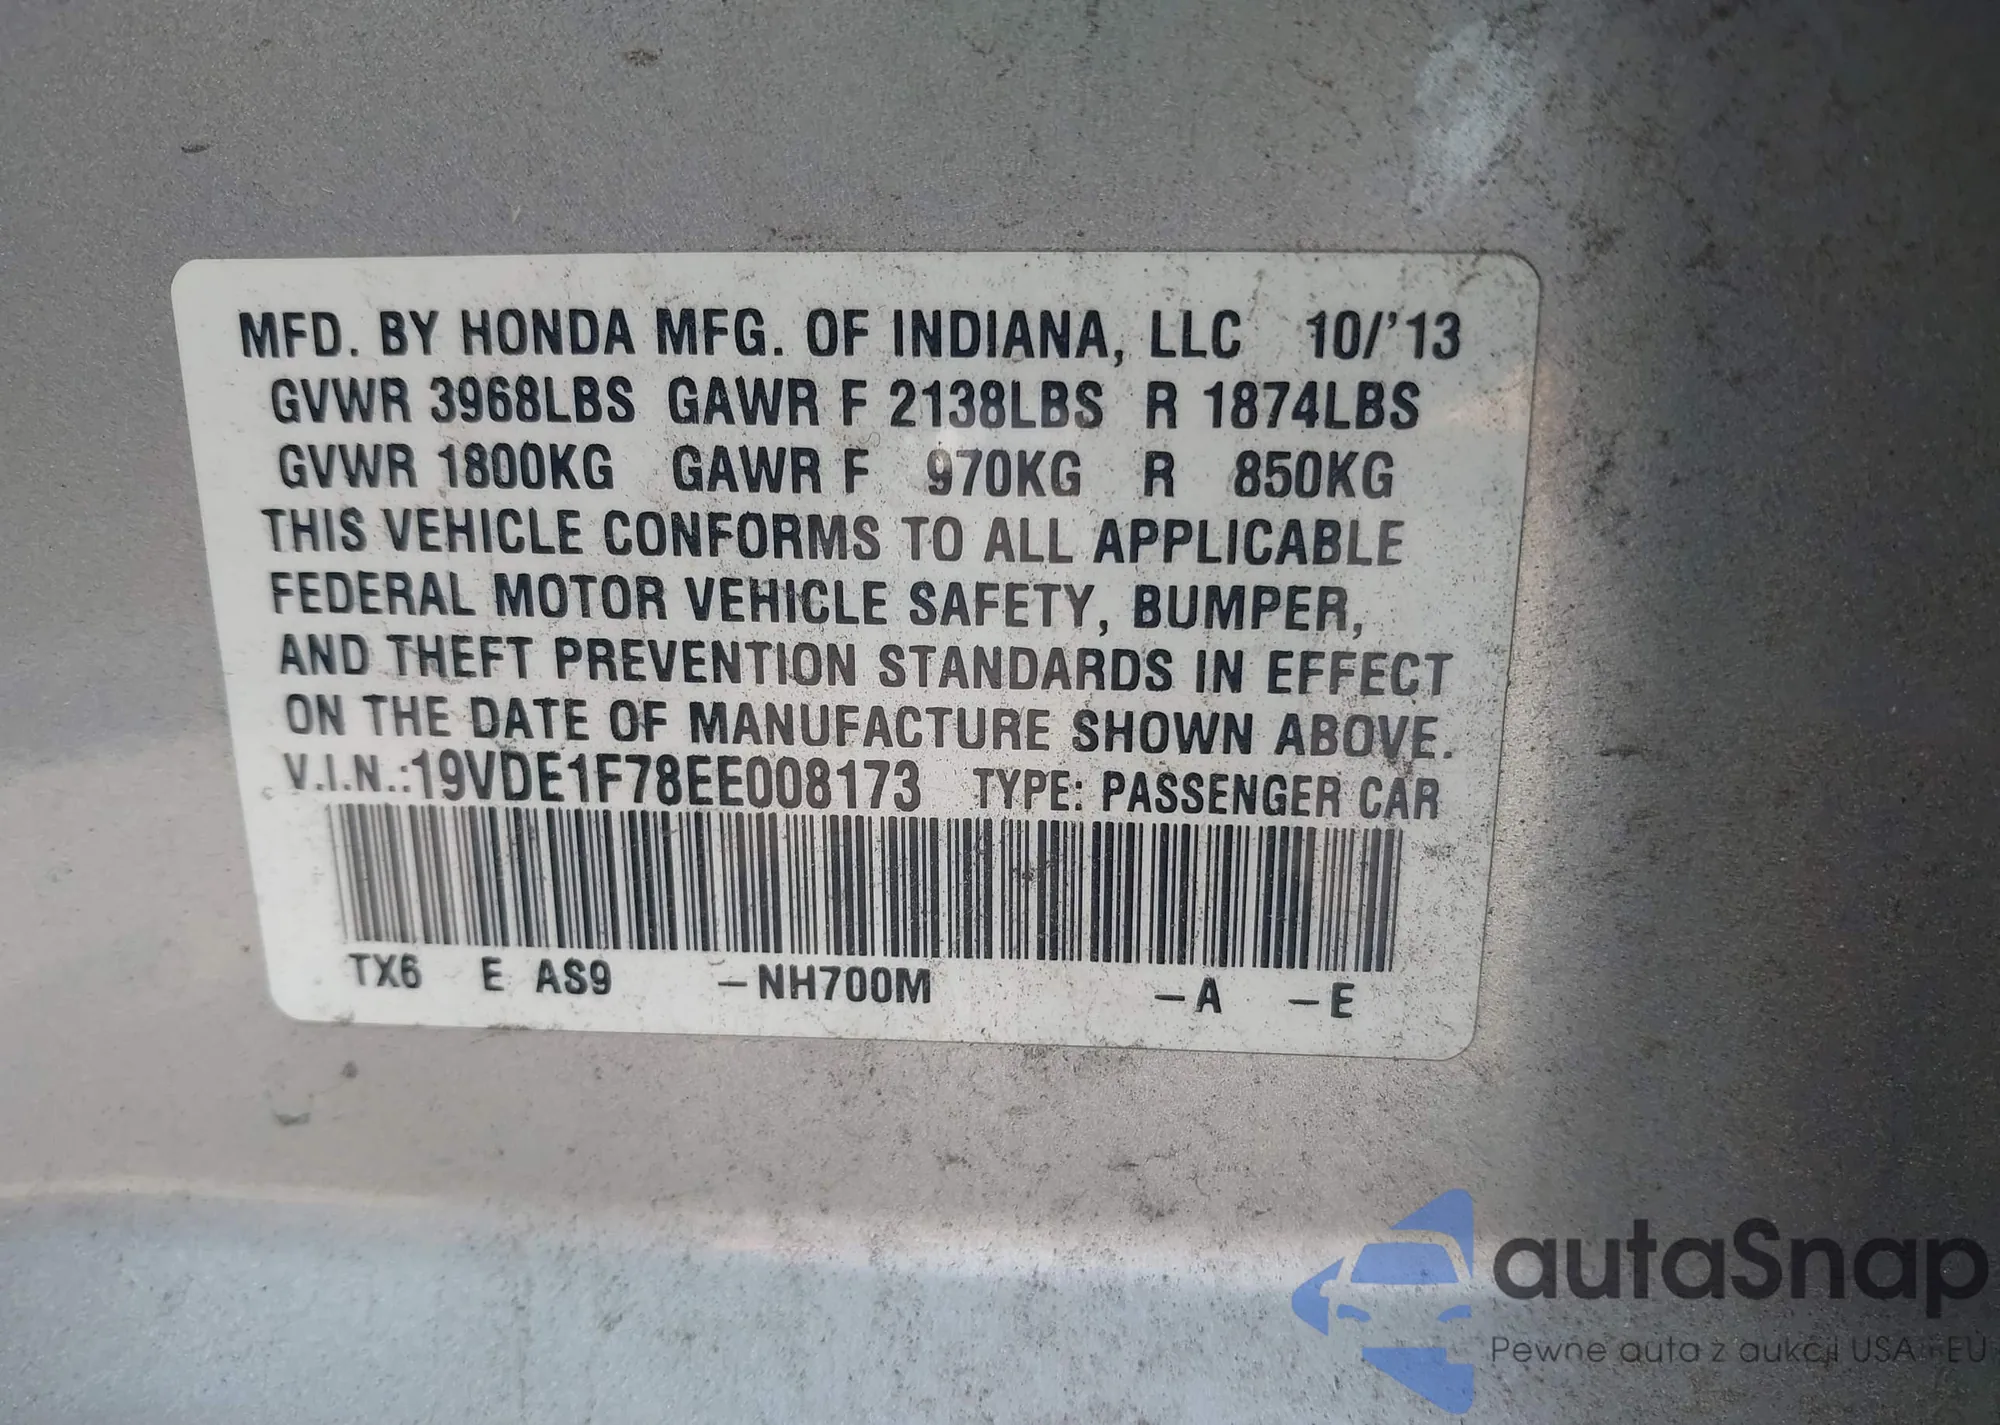 MFD. BY HONDA MFG. OF INDIANA, LLC 10/'13
GVWR 3968LBS GAWR F 2138LBS R 1874LBS
GVWR 1800KG GAWR F 970KG R 850KG
THIS VEHICLE CONFORMS TO ALL APPLICABLE
FEDERAL MOTOR VEHICLE SAFETY, BUMPER,
AND THEFT PREVENTION STANDARDS IN EFFECT
ON THE DATE OF MANUFACTURE SHOWN ABOVE.
V.I.N.:19VDE1F78EE008173 TYPE: PASSENGER CAR
TX6 E AS9 –NH700M –A –E
autaSnap
Pewne auta z aukcji USA i EU